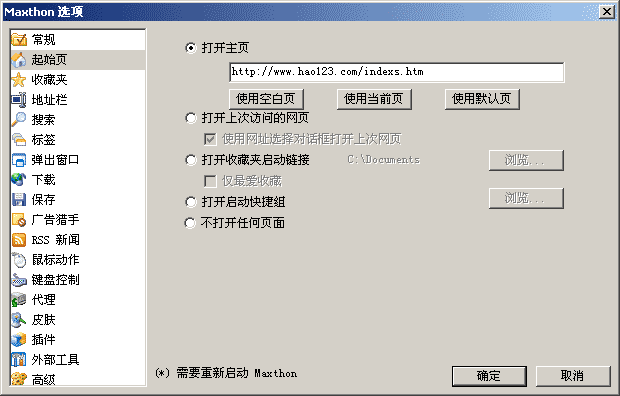 Maxthon 选项
常规
起始页
收藏夹
地址栏
搜索
标签
弹出窗口
下载
保存
广告猎手
RSS 新闻
鼠标动作
键盘控制
代理
皮肤
插件
外部工具
高级
打开主页
http://www.hao123.com/indexs.htm
使用空白页 使用当前页 使用默认页
打开上次访问的网页
使用网址选择对话框打开上次网页
打开收藏夹启动链接 C:\Documents 浏览...
仅最爱收藏
打开启动快捷组 浏览...
不打开任何页面
(*) 需要重新启动 Maxthon
确定 取消